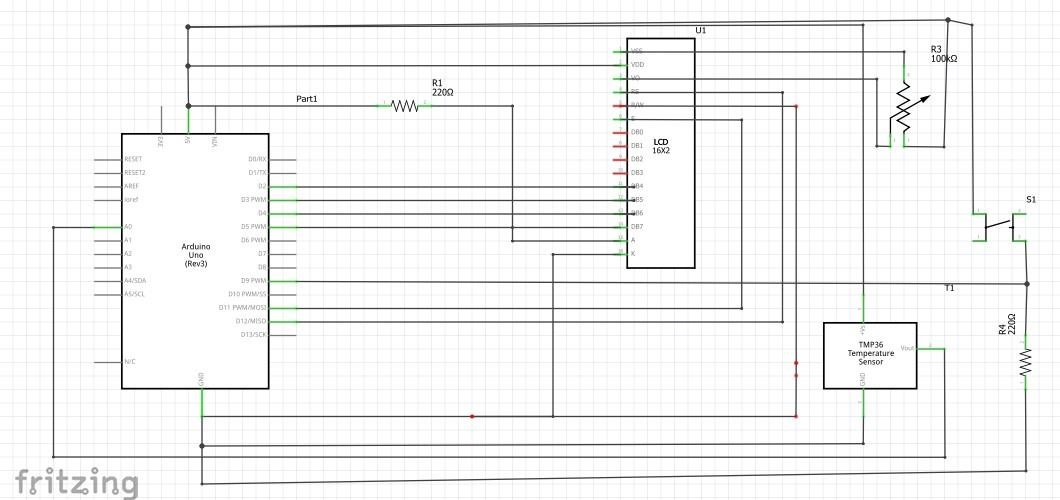 U1
R3
100kΩ
R1
220Ω
Part1
VSS
VDD
VO
RS
R/W
E
DB0
DB1
DB2
DB3
DB4
DB5
DB6
DB7
A
K
LCD
16X2
3V3
5V
VIN
RESET
RESET2
AREF
ioref
A0
A1
A2
A3
A4/SDA
A5/SCL
N/C
D0/RX
D1/TX
D2
D3 PWM
D4
D5 PWM
D6 PWM
D7
D8
D9 PWM
D10 PWM/SS
D11 PWM/MOSI
D12/MISO
D13/SCK
Arduino
Uno
(Rev3)
GND
S1
T1
+VS
TMP36
Temperature
Sensor
Vout
GND
R4
220Ω
fritzing